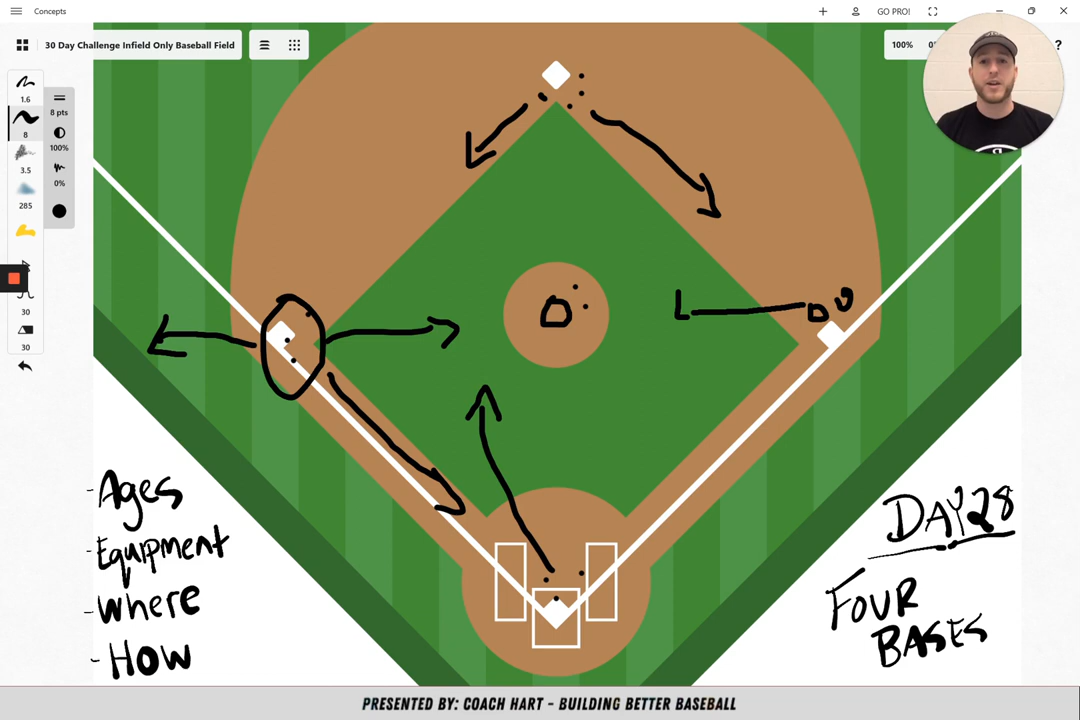 Concepts
GO PRO!
30 Day Challenge Infield Only Baseball Field
100%
?
1.6
8 pts
8
100%
3.5
0%
285
30
30
- Ages
- Equipment
- Where
- How
DAY 28
FOUR
BASES
PRESENTED BY: COACH HART - BUILDING BETTER BASEBALL